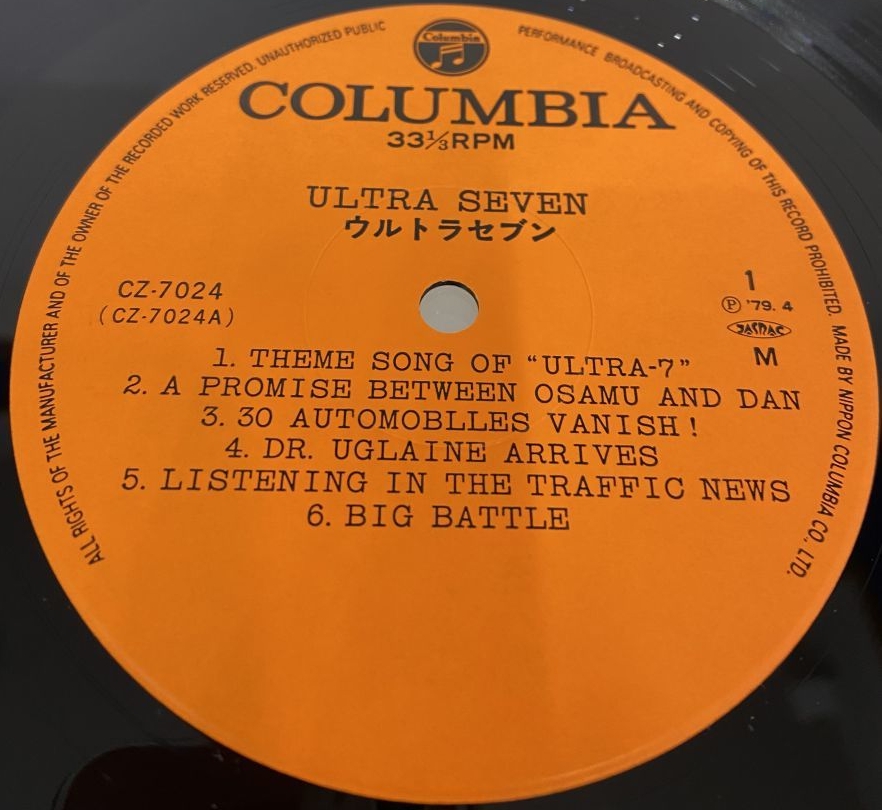 ALL RIGHTS OF THE MANUFACTURER AND OF THE OWNER OF THE RECORDED WORK RESERVED. UNAUTHORIZED PUBLIC PERFORMANCE BROADCASTING AND COPYING OF THIS RECORD PROHIBITED. MADE BY NIPPON COLUMBIA CO., LTD.
Columbia
COLUMBIA
33⅓RPM
ULTRA SEVEN
ウルトラセブン
CZ-7024
(CZ-7024A)
1
Ⓟ '79. 4
JASRAC
M
1. THEME SONG OF “ULTRA-7”
2. A PROMISE BETWEEN OSAMU AND DAN
3. 30 AUTOMOBLLES VANISH!
4. DR. UGLAINE ARRIVES
5. LISTENING IN THE TRAFFIC NEWS
6. BIG BATTLE